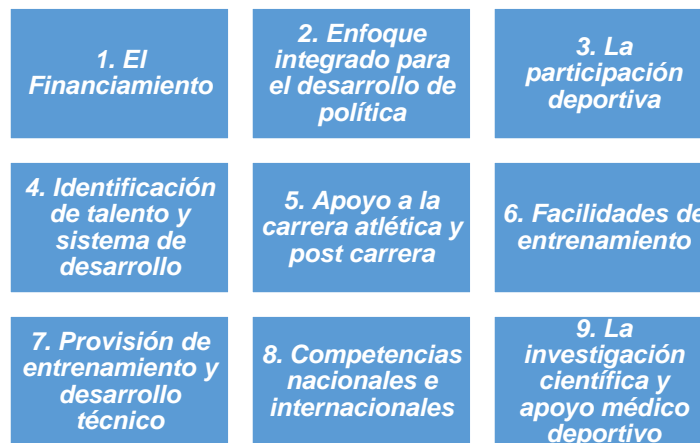 1. El
Financiamiento
2. Enfoque
integrado para
el desarrollo de
política
3. La
participación
deportiva
4. Identificación
de talento y
sistema de
desarrollo
5. Apoyo a la
carrera atlética y
post carrera
6. Facilidades de
entrenamiento
7. Provisión de
entrenamiento y
desarrollo
técnico
8. Competencias
nacionales e
internacionales
9. La
investigación
científica y
apoyo médico
deportivo